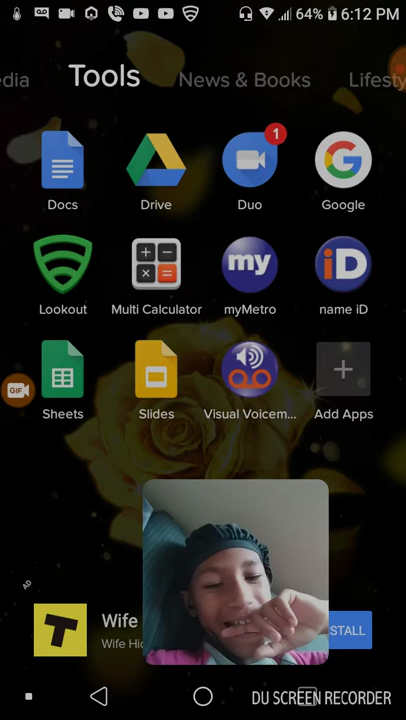 64% 6:12 PM
edia Tools News & Books Lifesty
1
Docs Drive Duo Google
my iD
Lookout Multi Calculator myMetro name iD
GIF
Sheets Slides Visual Voicem... Add Apps
AD
T Wife
Wife Hid STALL
DU SCREEN RECORDER